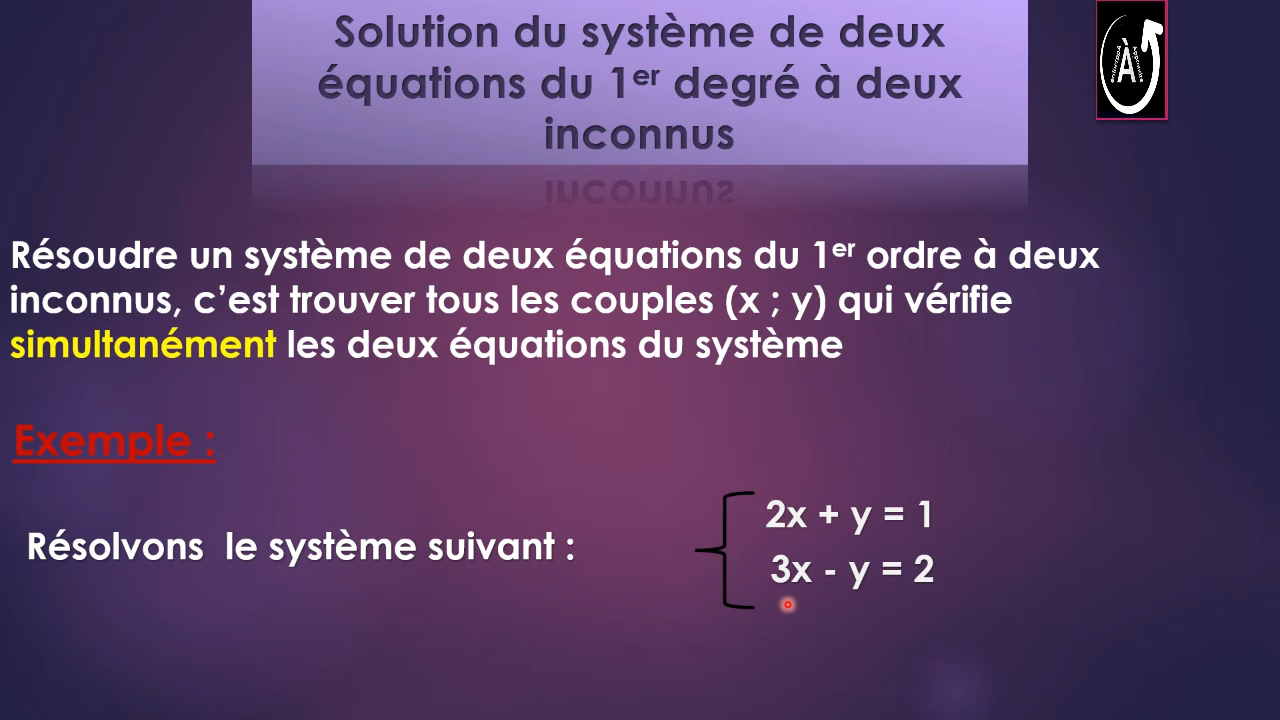 Solution du système de deux
équations du 1er degré à deux
inconnus
Résoudre un système de deux équations du 1er ordre à deux
inconnus, c’est trouver tous les couples (x ; y) qui vérifie
simultanément les deux équations du système
Exemple :
Résolvons le système suivant :
2x + y = 1
3x - y = 2
À